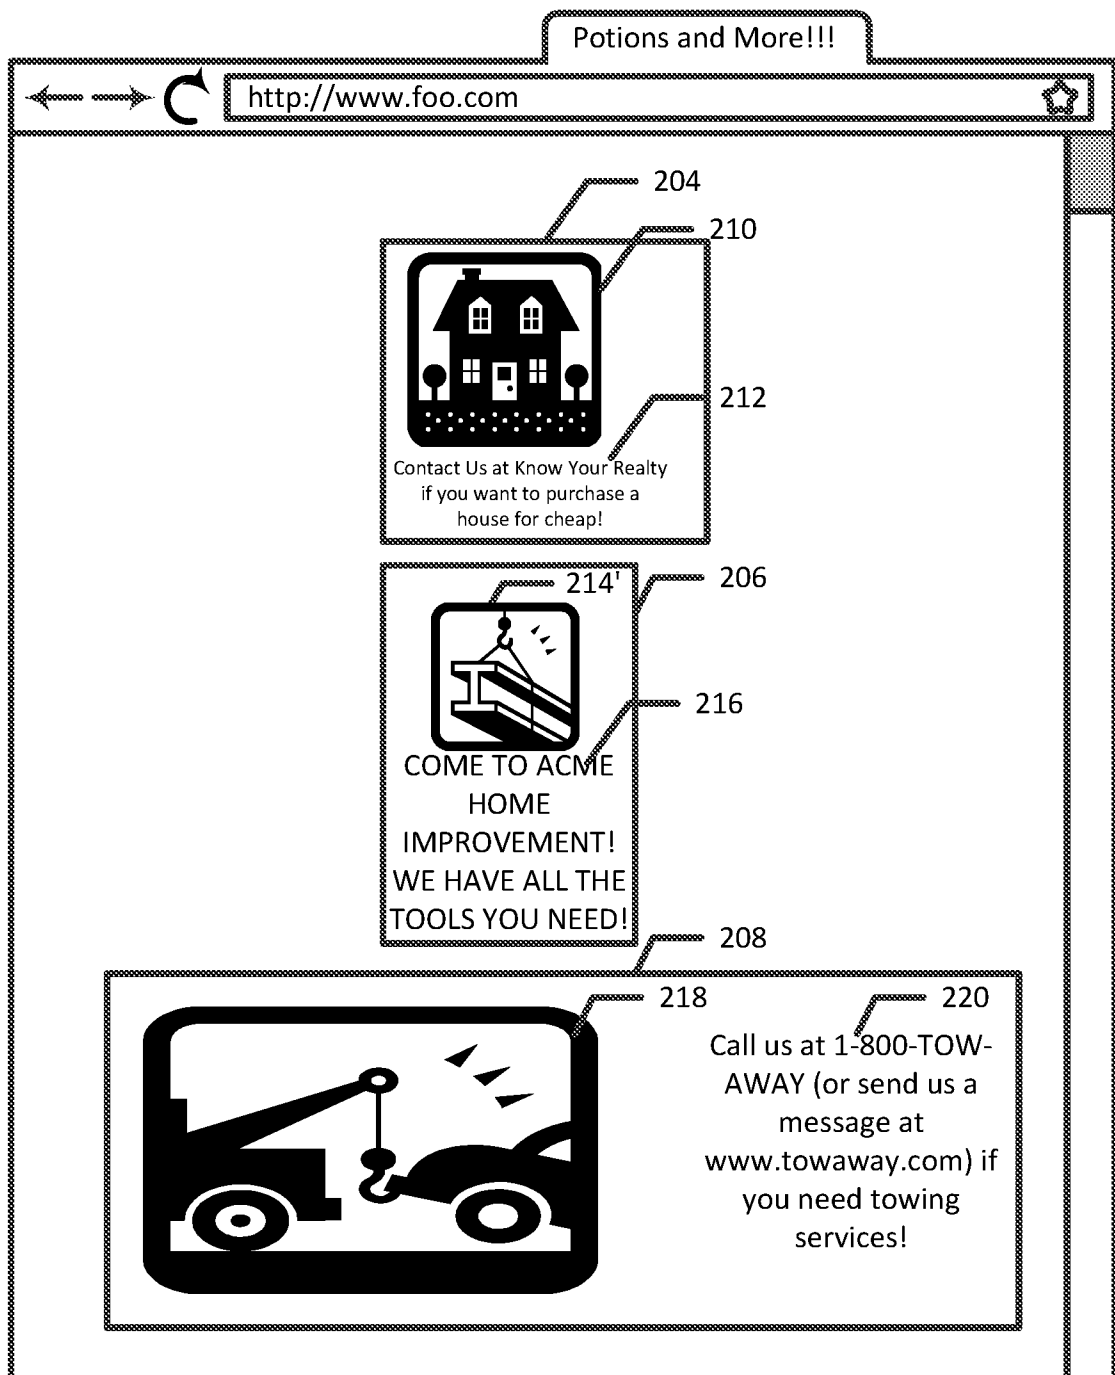 Potions and More!!!
http://www.foo.com
204
210
212
Contact Us at Know Your Realty
if you want to purchase a
house for cheap!
214'
206
216
COME TO ACME
HOME
IMPROVEMENT!
WE HAVE ALL THE
TOOLS YOU NEED!
208
218
220
Call us at 1-800-TOW-
AWAY (or send us a
message at
www.towaway.com) if
you need towing
services!